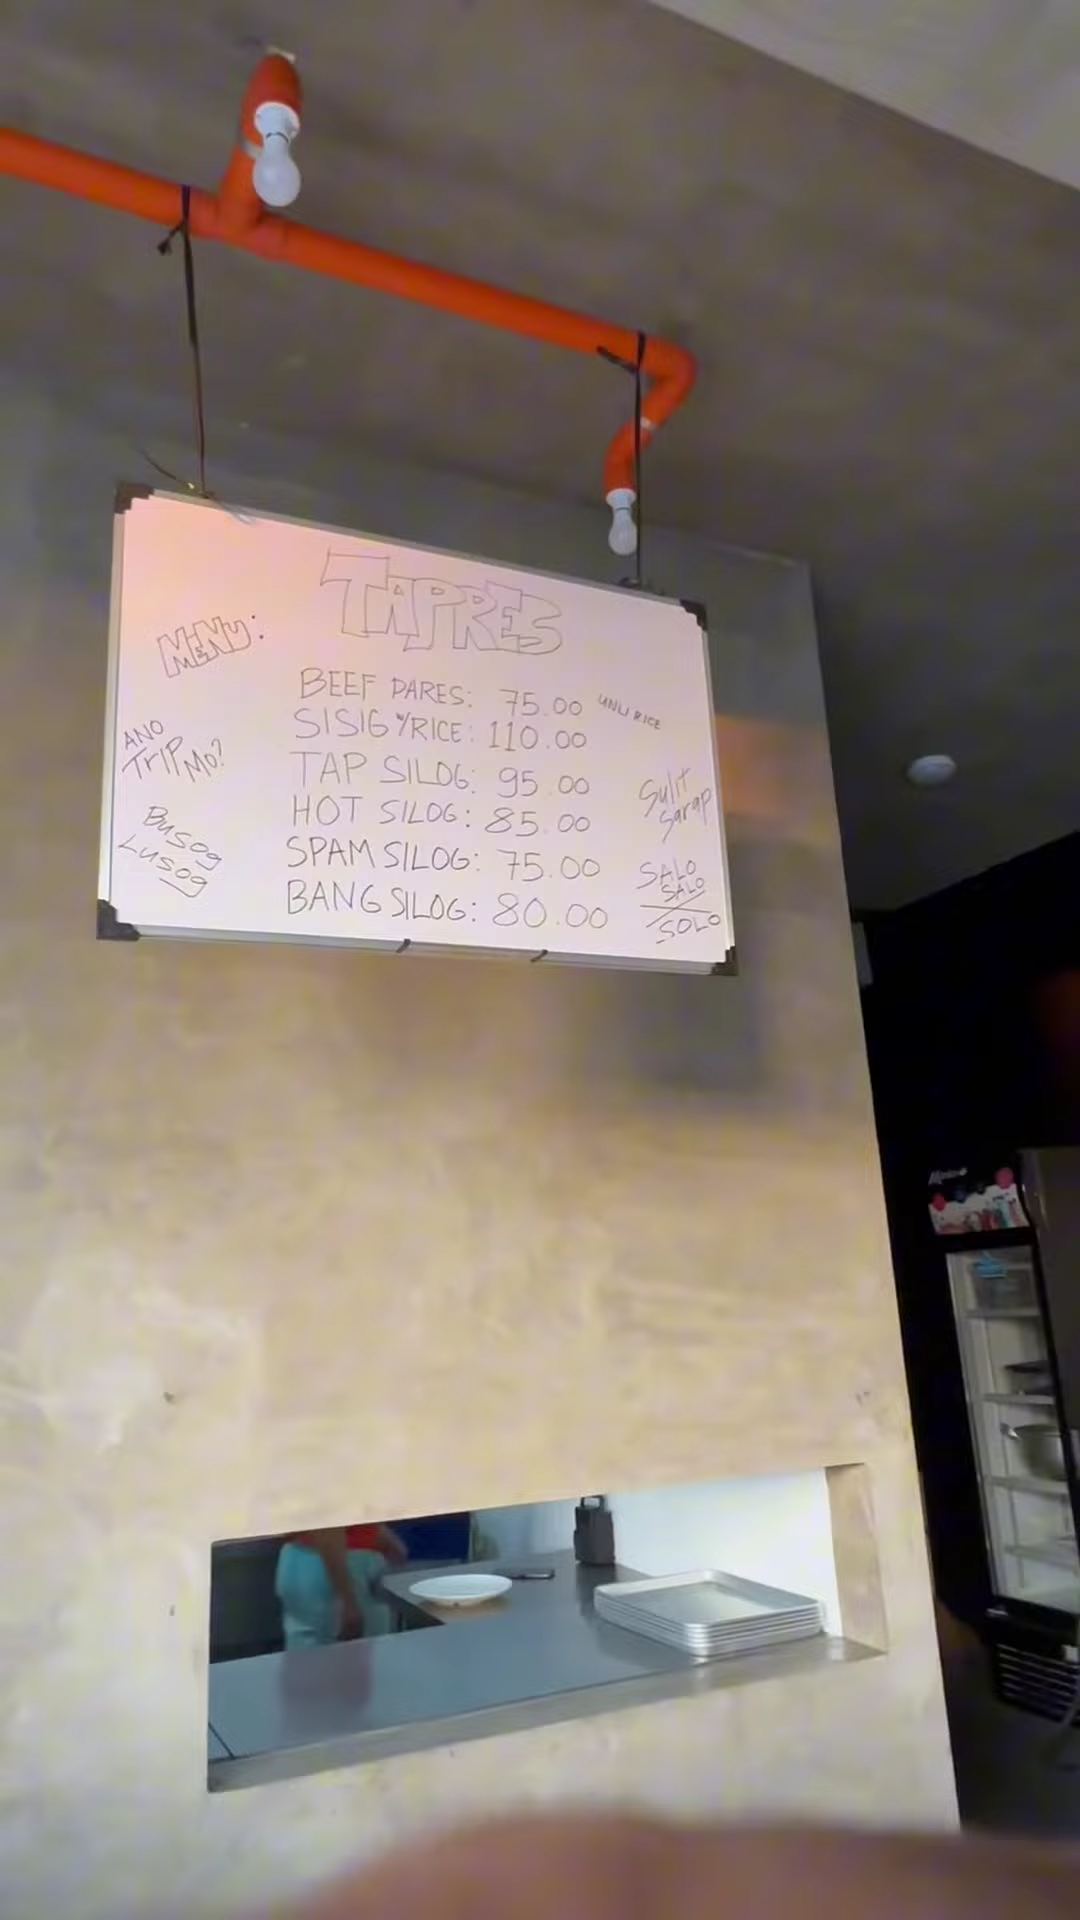 TAPRES
MENU:
BEEF PARES: 75.00 UNLI RICE
SISIG W/RICE: 110.00
TAP SILOG: 95.00
HOT SILOG: 85.00
SPAM SILOG: 75.00
BANG SILOG: 80.00
ANO
TriP Mo?
Busog
Lusog
Sulit
Sarap
SALO
SALO
/SOLO